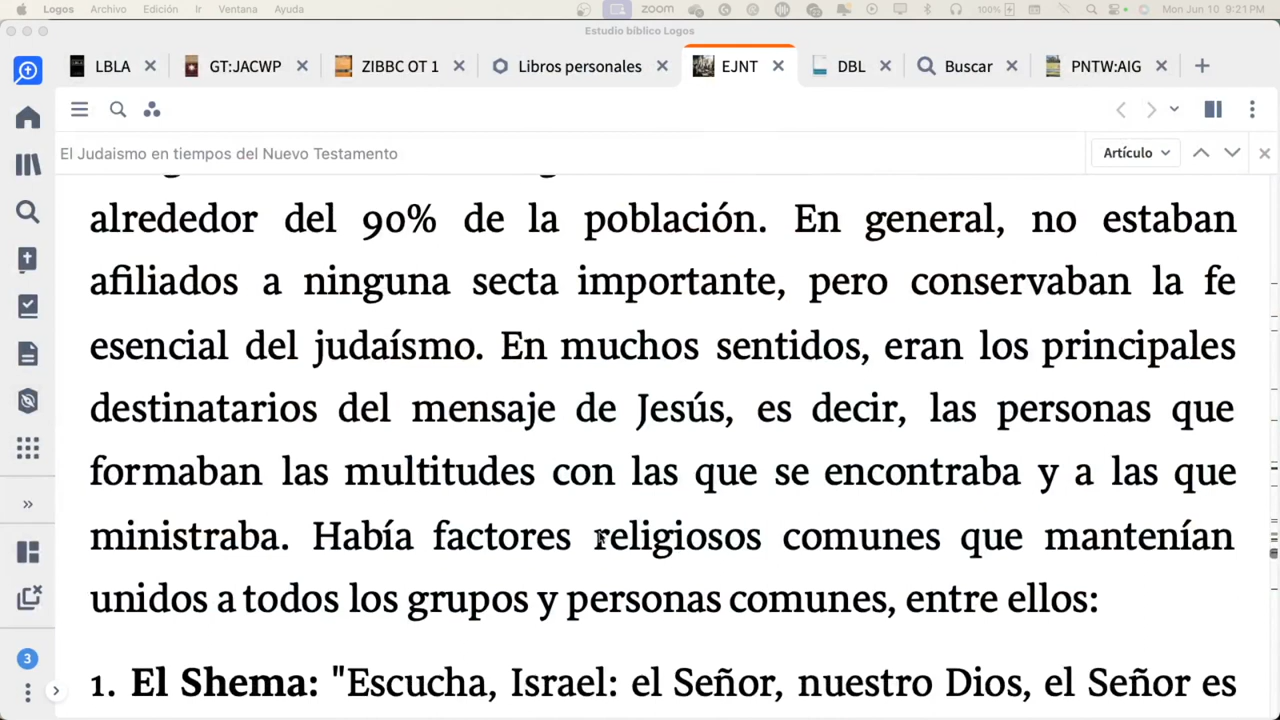 Logos Archivo Edición Ir Ventana Ayuda zoom 100% Mon Jun 10 9:21 PM
Estudio bíblico Logos
LBLA GT:JACWP ZIBBC OT 1 Libros personales EJNT DBL Buscar PNTW:AIG
El Judaismo en tiempos del Nuevo Testamento Artículo
alrededor del 90% de la población. En general, no estaban
afiliados a ninguna secta importante, pero conservaban la fe
esencial del judaísmo. En muchos sentidos, eran los principales
destinatarios del mensaje de Jesús, es decir, las personas que
formaban las multitudes con las que se encontraba y a las que
ministraba. Había factores religiosos comunes que mantenían
unidos a todos los grupos y personas comunes, entre ellos:
1. El Shema: "Escucha, Israel: el Señor, nuestro Dios, el Señor es
3